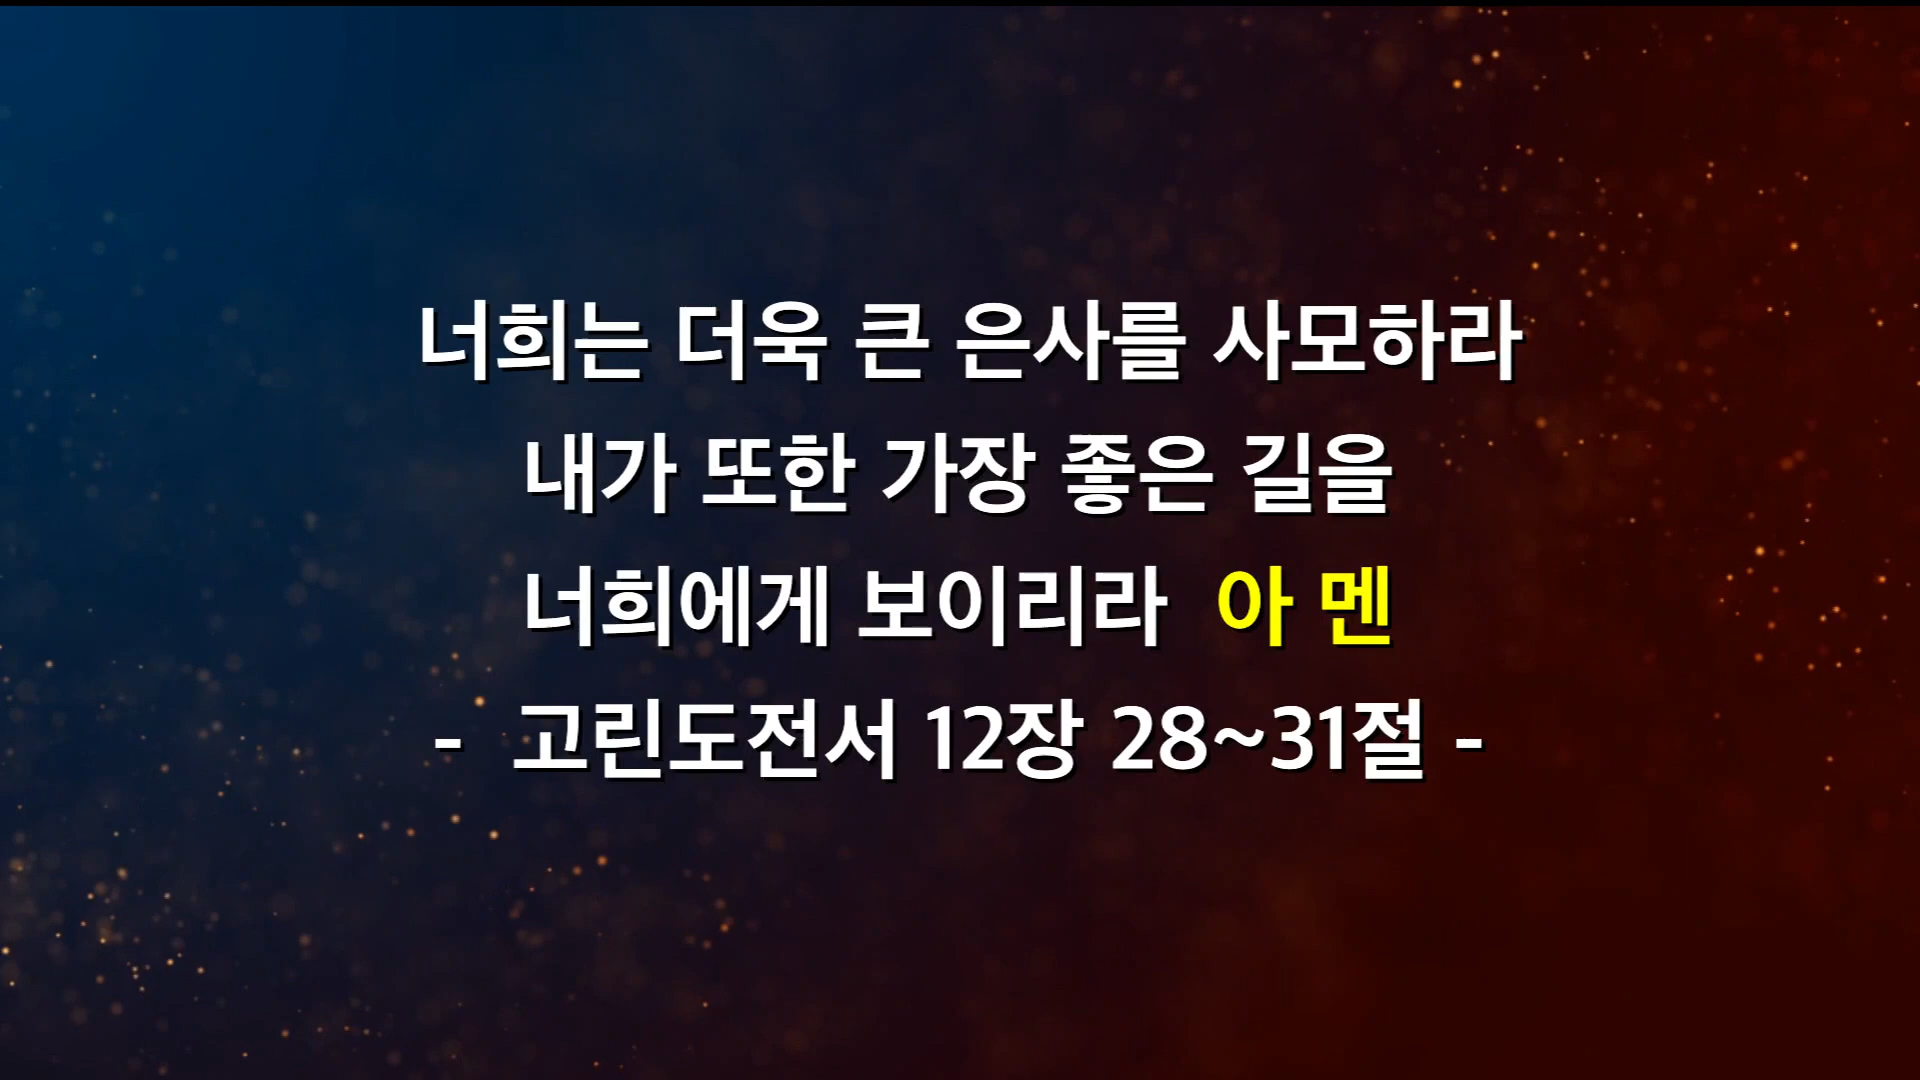 너희는 더욱 큰 은사를 사모하라
내가 또한 가장 좋은 길을
너희에게 보이리라  아 멘
-  고린도전서 12장 28~31절 -